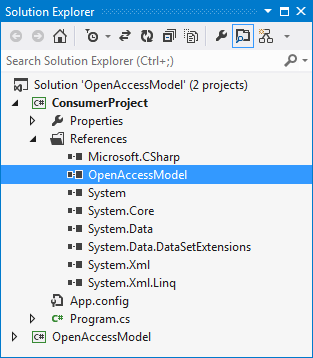 Solution Explorer
Search Solution Explorer (Ctrl+;)
Solution 'OpenAccessModel' (2 projects)
C# ConsumerProject
Properties
References
Microsoft.CSharp
OpenAccessModel
System
System.Core
System.Data
System.Data.DataSetExtensions
System.Xml
System.Xml.Linq
App.config
C# Program.cs
C# OpenAccessModel